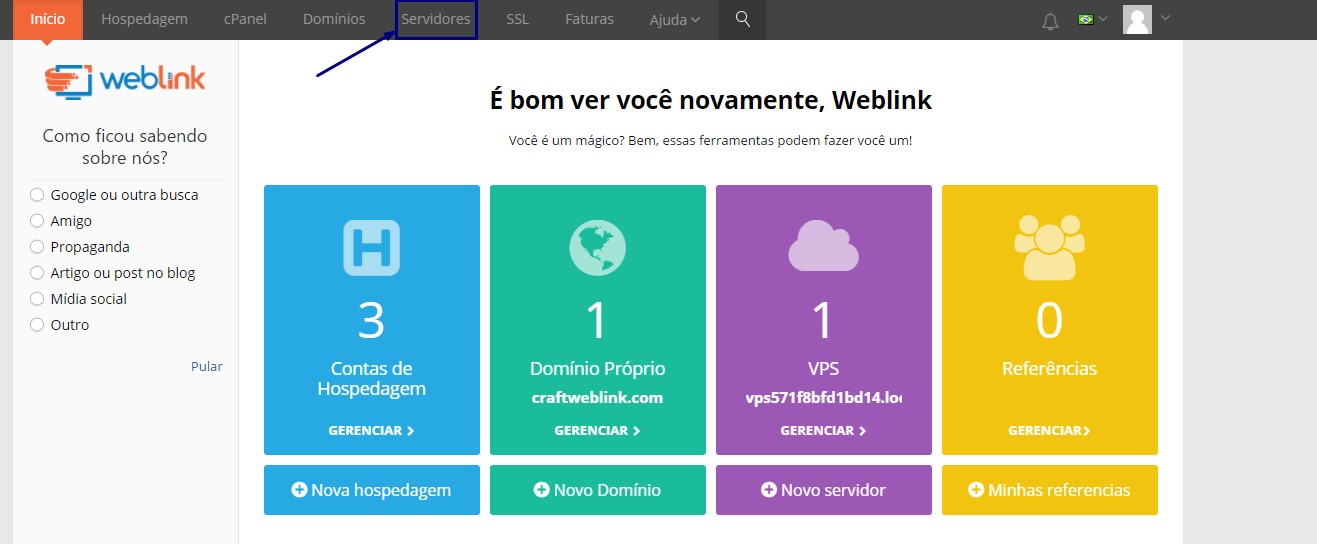 Início Hospedagem cPanel Domínios Servidores SSL Faturas Ajuda
weblink
Como ficou sabendo
sobre nós?
Google ou outra busca
Amigo
Propaganda
Artigo ou post no blog
Mídia social
Outro
Pular
É bom ver você novamente, Weblink
Você é um mágico? Bem, essas ferramentas podem fazer você um!
H
3
Contas de
Hospedagem
GERENCIAR
Nova hospedagem
1
Domínio Próprio
craftweblink.com
GERENCIAR
Novo Domínio
1
VPS
vps571f8bfd1bd14.loc
GERENCIAR
Novo servidor
0
Referências
GERENCIAR
Minhas referencias